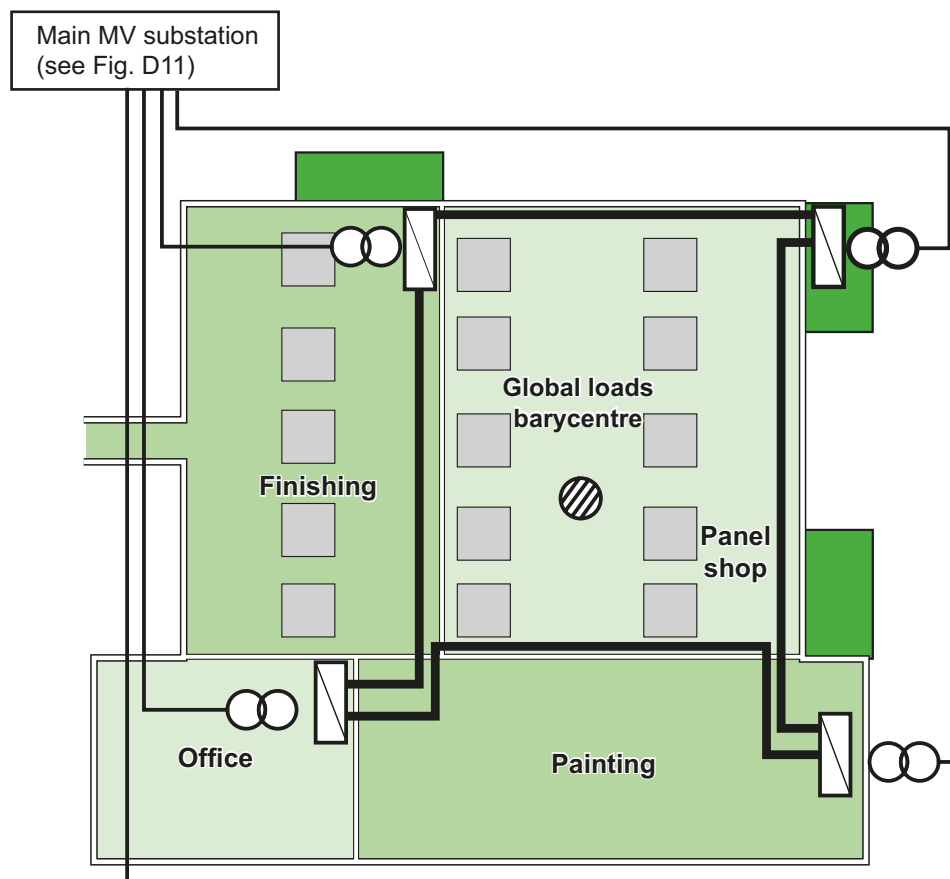 Main MV substation
(see Fig. D11)
Global loads
barycentre
Finishing
Panel
shop
Office
Painting